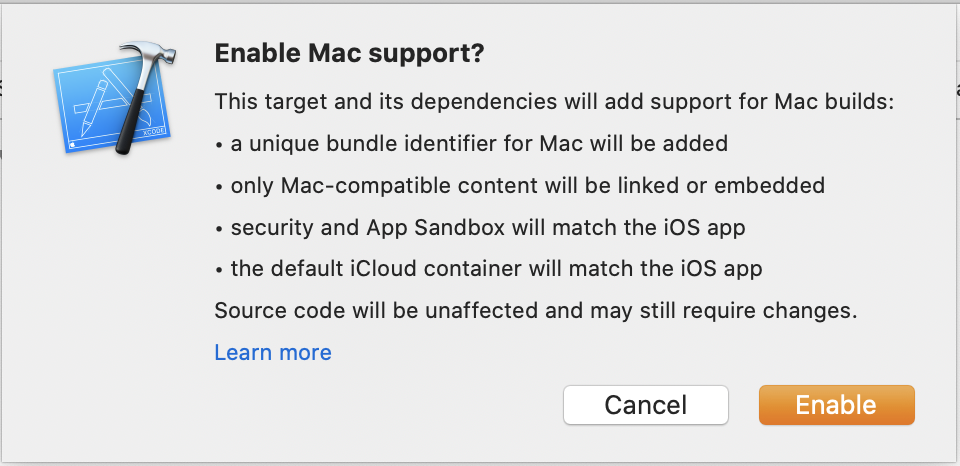 Enable Mac support?
This target and its dependencies will add support for Mac builds:
• a unique bundle identifier for Mac will be added
• only Mac-compatible content will be linked or embedded
• security and App Sandbox will match the iOS app
• the default iCloud container will match the iOS app
Source code will be unaffected and may still require changes.
Learn more
Cancel
Enable
XCODE